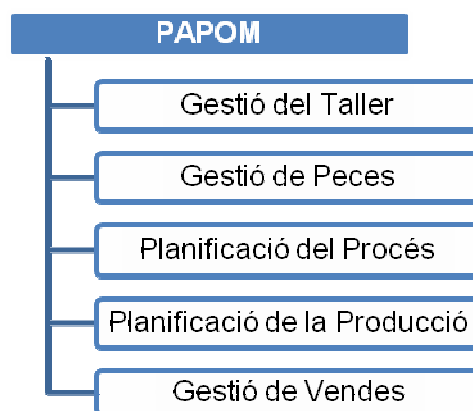 PAPOM
Gestió del Taller
Gestió de Peces
Planificació del Procés
Planificació de la Producció
Gestió de Vendes